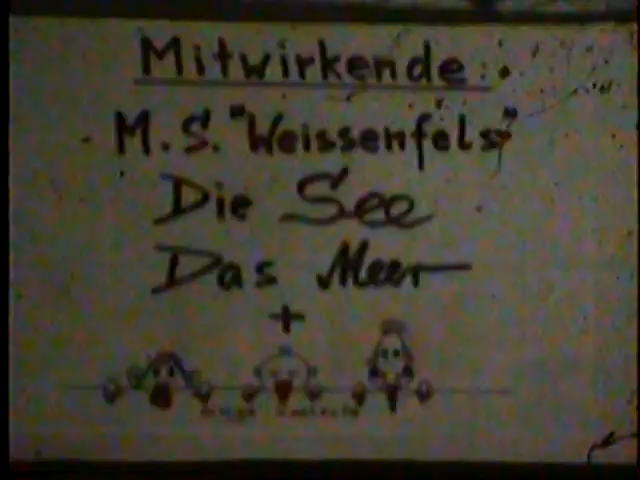 Mitwirkende:
M.S. "Weissenfels"
Die See
Das Meer
+